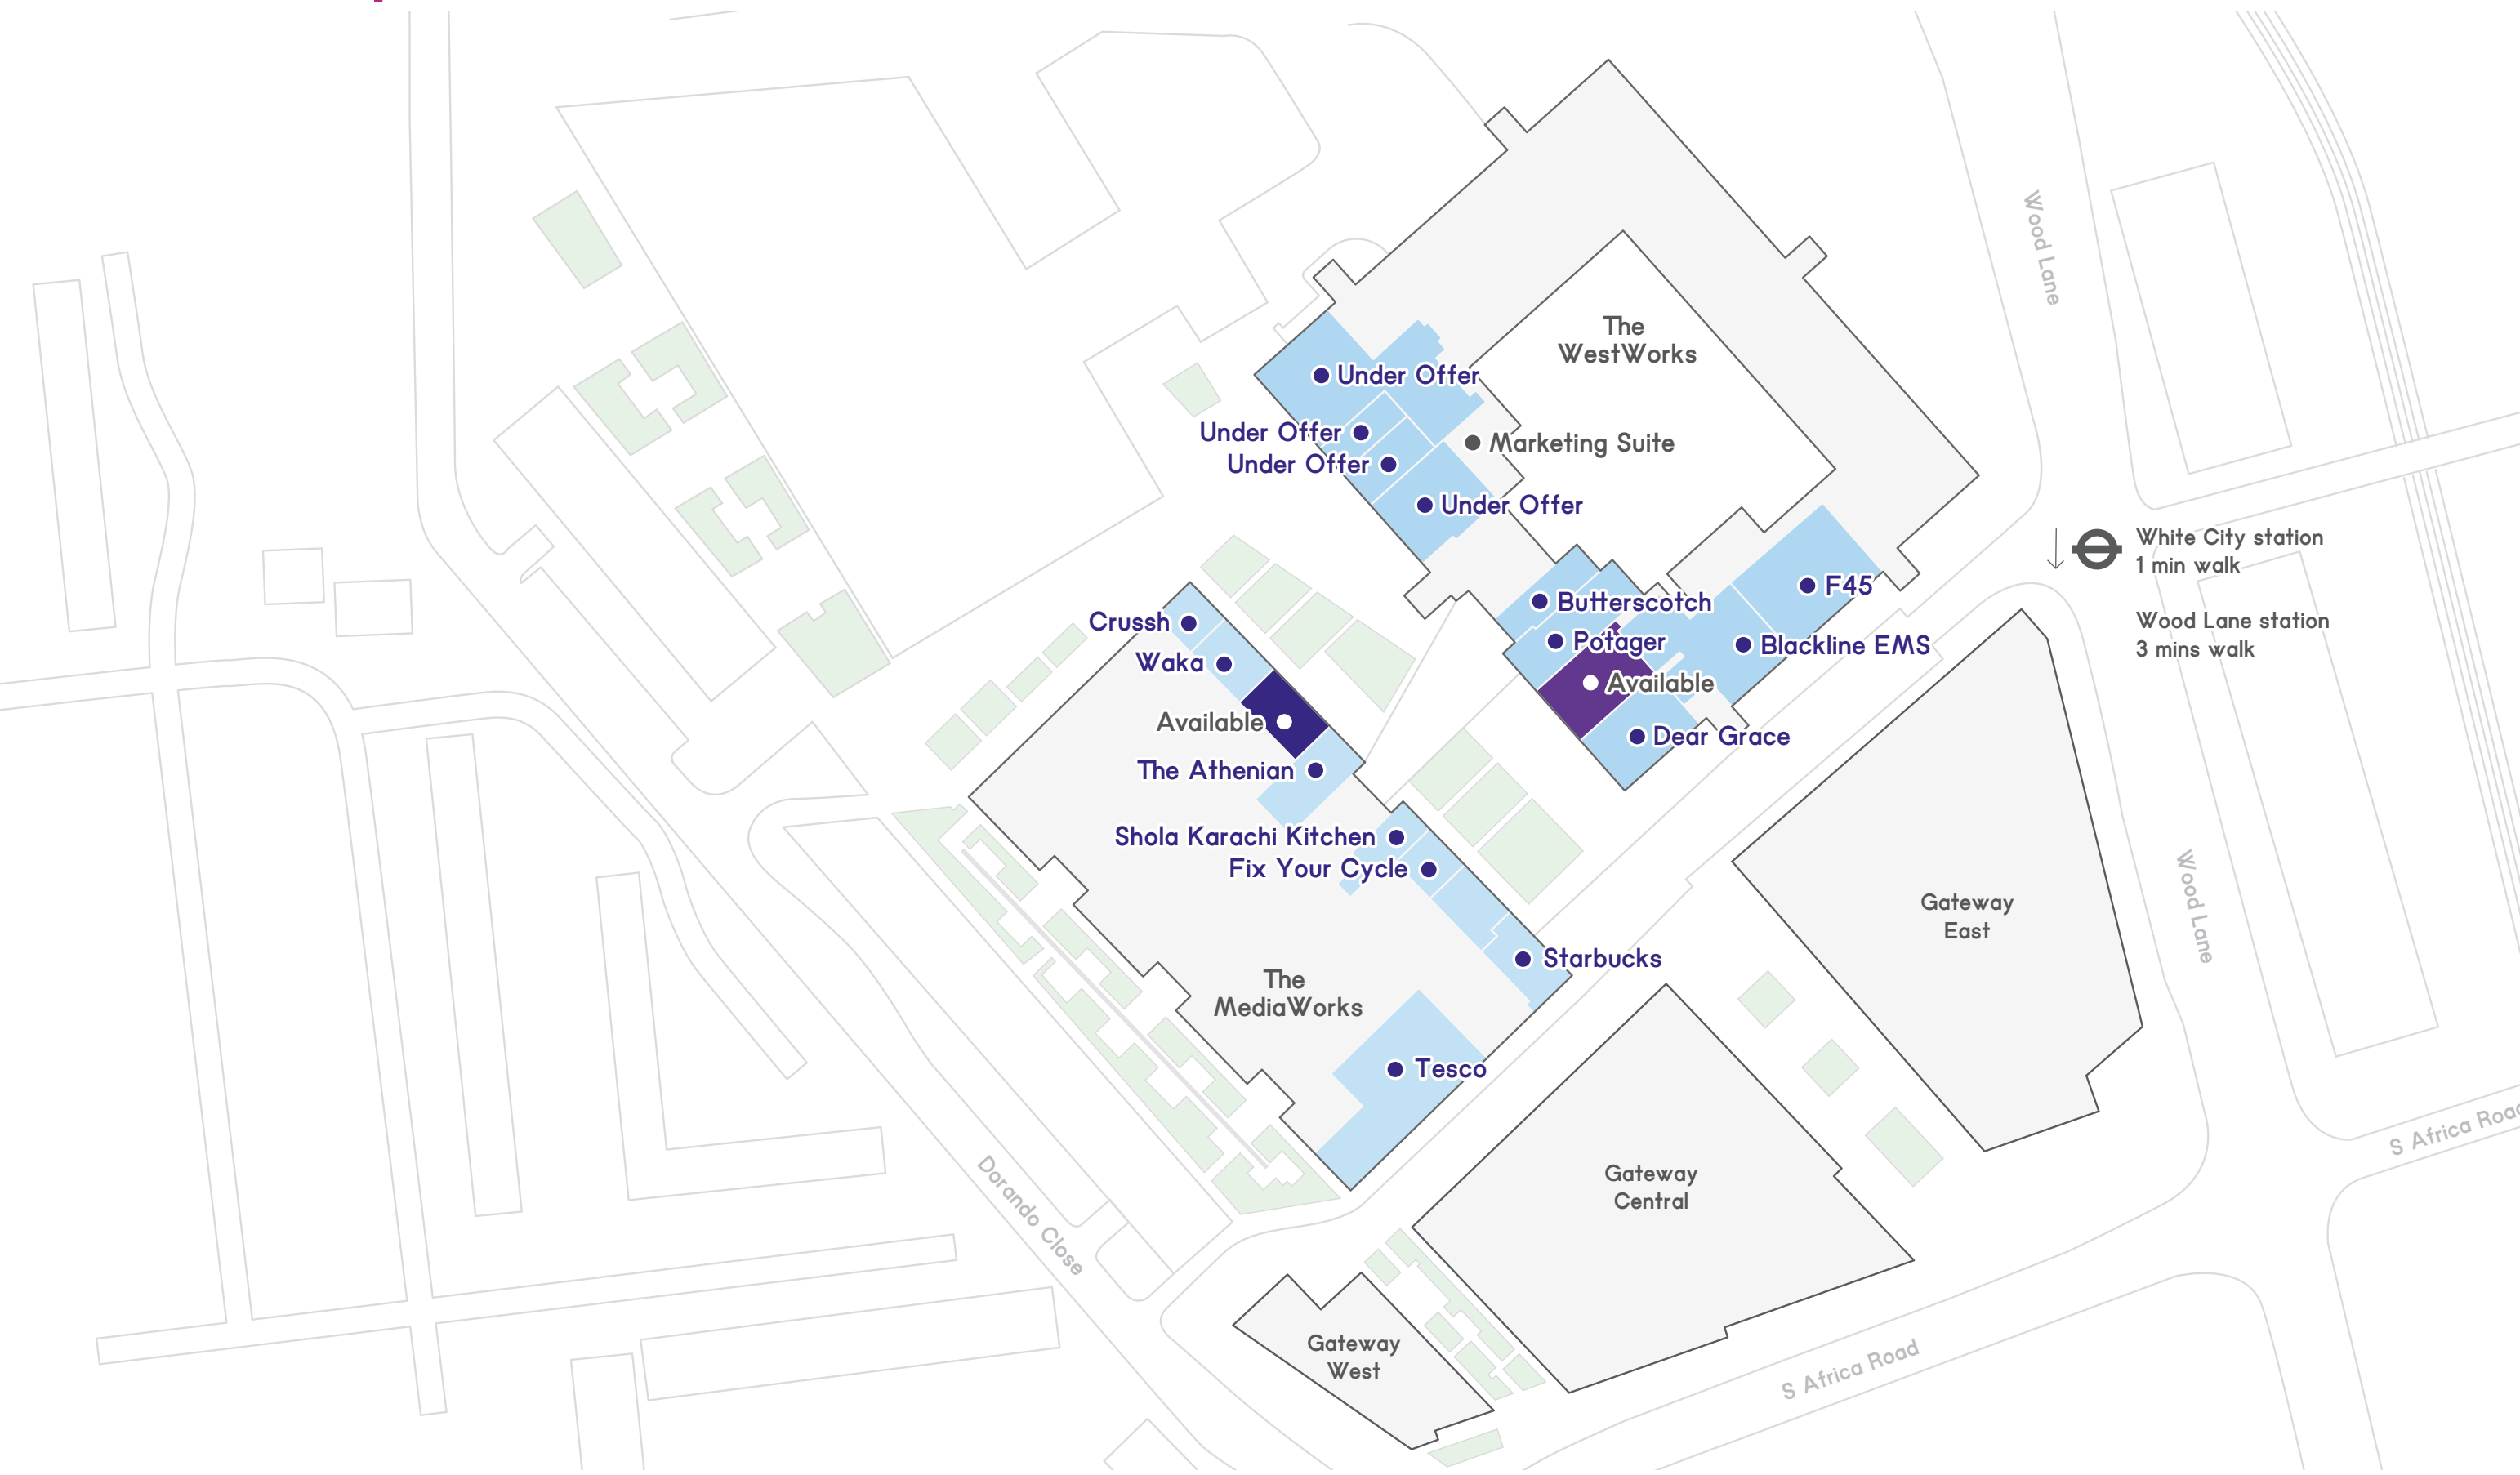 Wood Lane
The
WestWorks
Under Offer
Under Offer
Marketing Suite
Under Offer
Under Offer
White City station
1 min walk
Wood Lane station
3 mins walk
F45
Butterscotch
Potager
Blackline EMS
Available
Dear Grace
Crussh
Waka
Available
The Athenian
Shola Karachi Kitchen
Fix Your Cycle
Starbucks
The
MediaWorks
Tesco
Gateway
East
Wood Lane
Gateway
Central
S Africa Road
Dorando Close
Gateway
West
S Africa Road